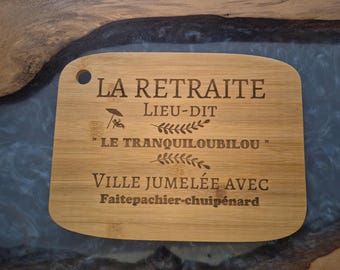 LA RETRAITE
LIEU-DIT
" LE TRANQUILOUBILOU "
VILLE JUMELÉE AVEC
Faitepachier-chuipénard